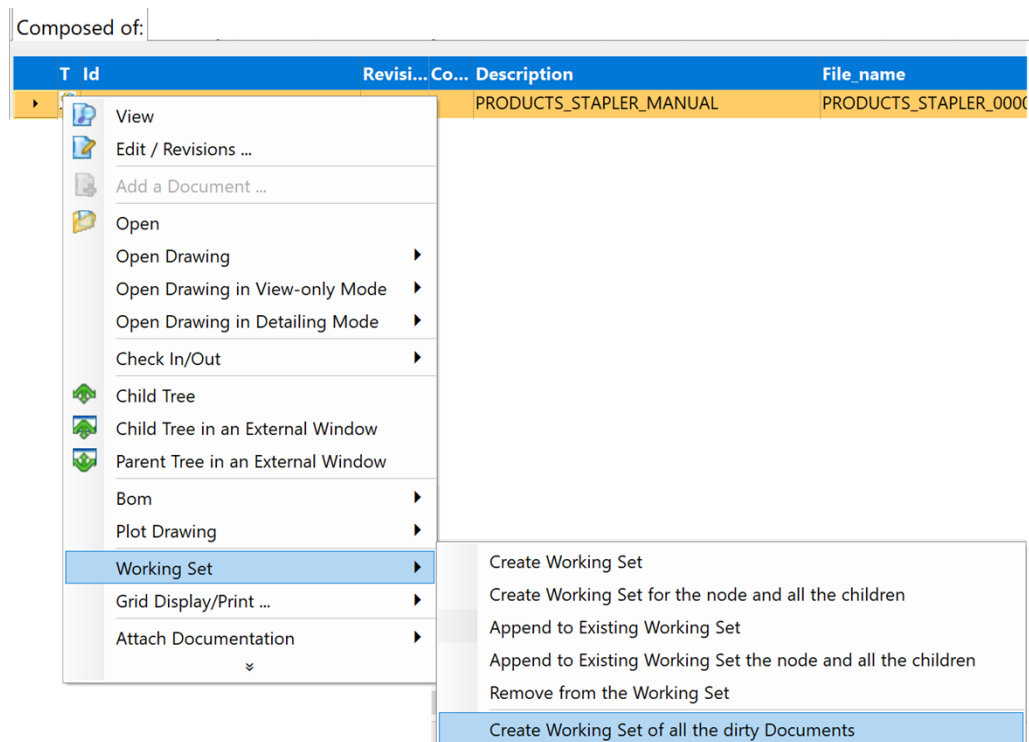 Composed of:
T Id Revisi... Co... Description File_name
PRODUCTS_STAPLER_MANUAL PRODUCTS_STAPLER_0000
View
Edit / Revisions ...
Add a Document ...
Open
Open Drawing
Open Drawing in View-only Mode
Open Drawing in Detailing Mode
Check In/Out
Child Tree
Child Tree in an External Window
Parent Tree in an External Window
Bom
Plot Drawing
Working Set
Grid Display/Print ...
Attach Documentation
Create Working Set
Create Working Set for the node and all the children
Append to Existing Working Set
Append to Existing Working Set the node and all the children
Remove from the Working Set
Create Working Set of all the dirty Documents